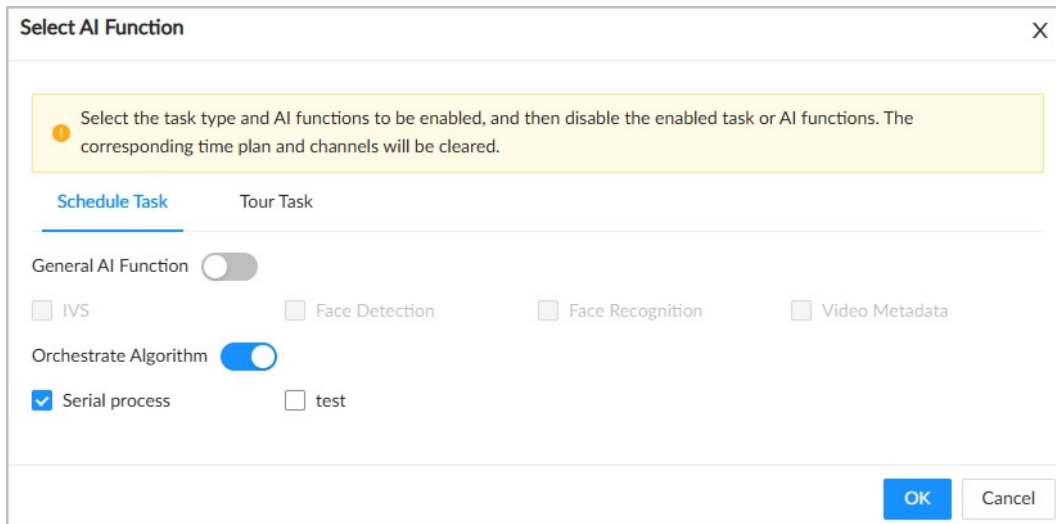 Select AI Function
X
Select the task type and AI functions to be enabled, and then disable the enabled task or AI functions. The
corresponding time plan and channels will be cleared.
Schedule Task Tour Task
General AI Function
IVS Face Detection Face Recognition Video Metadata
Orchestrate Algorithm
Serial process test
OK Cancel